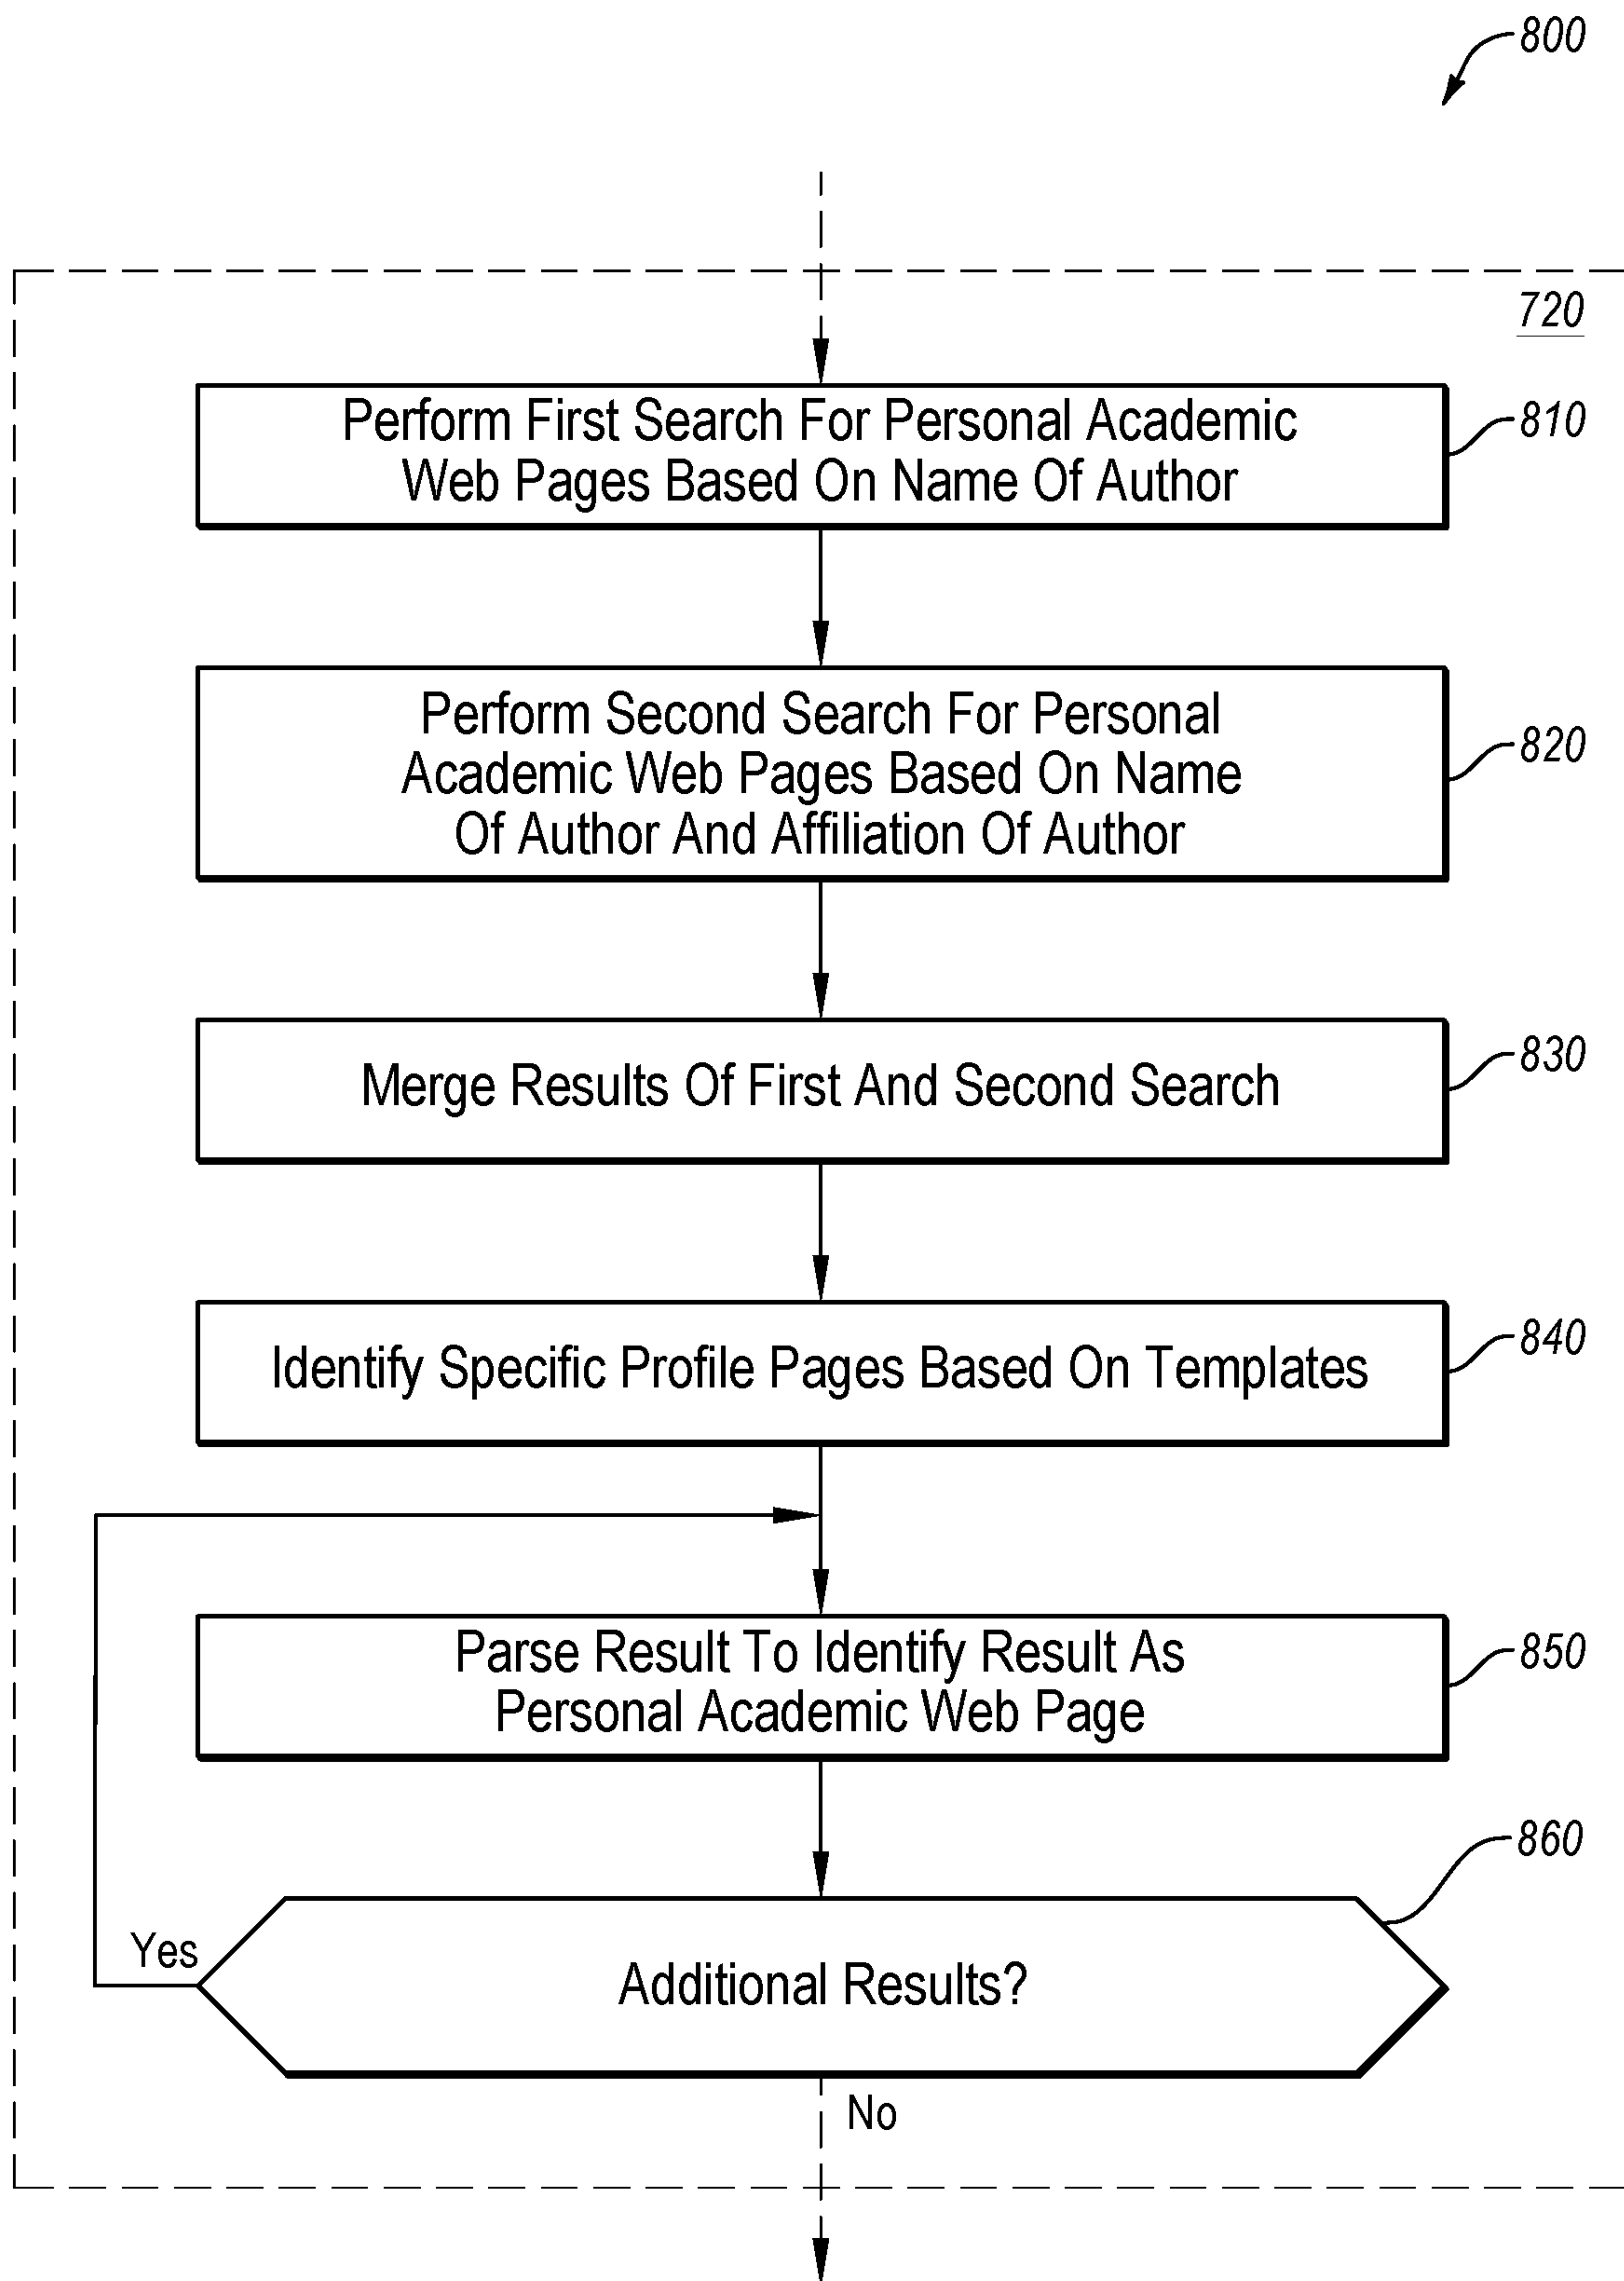 800
720
Perform First Search For Personal Academic
Web Pages Based On Name Of Author
810
Perform Second Search For Personal
Academic Web Pages Based On Name
Of Author And Affiliation Of Author
820
Merge Results Of First And Second Search
830
Identify Specific Profile Pages Based On Templates
840
Parse Result To Identify Result As
Personal Academic Web Page
850
860
Yes
Additional Results?
No